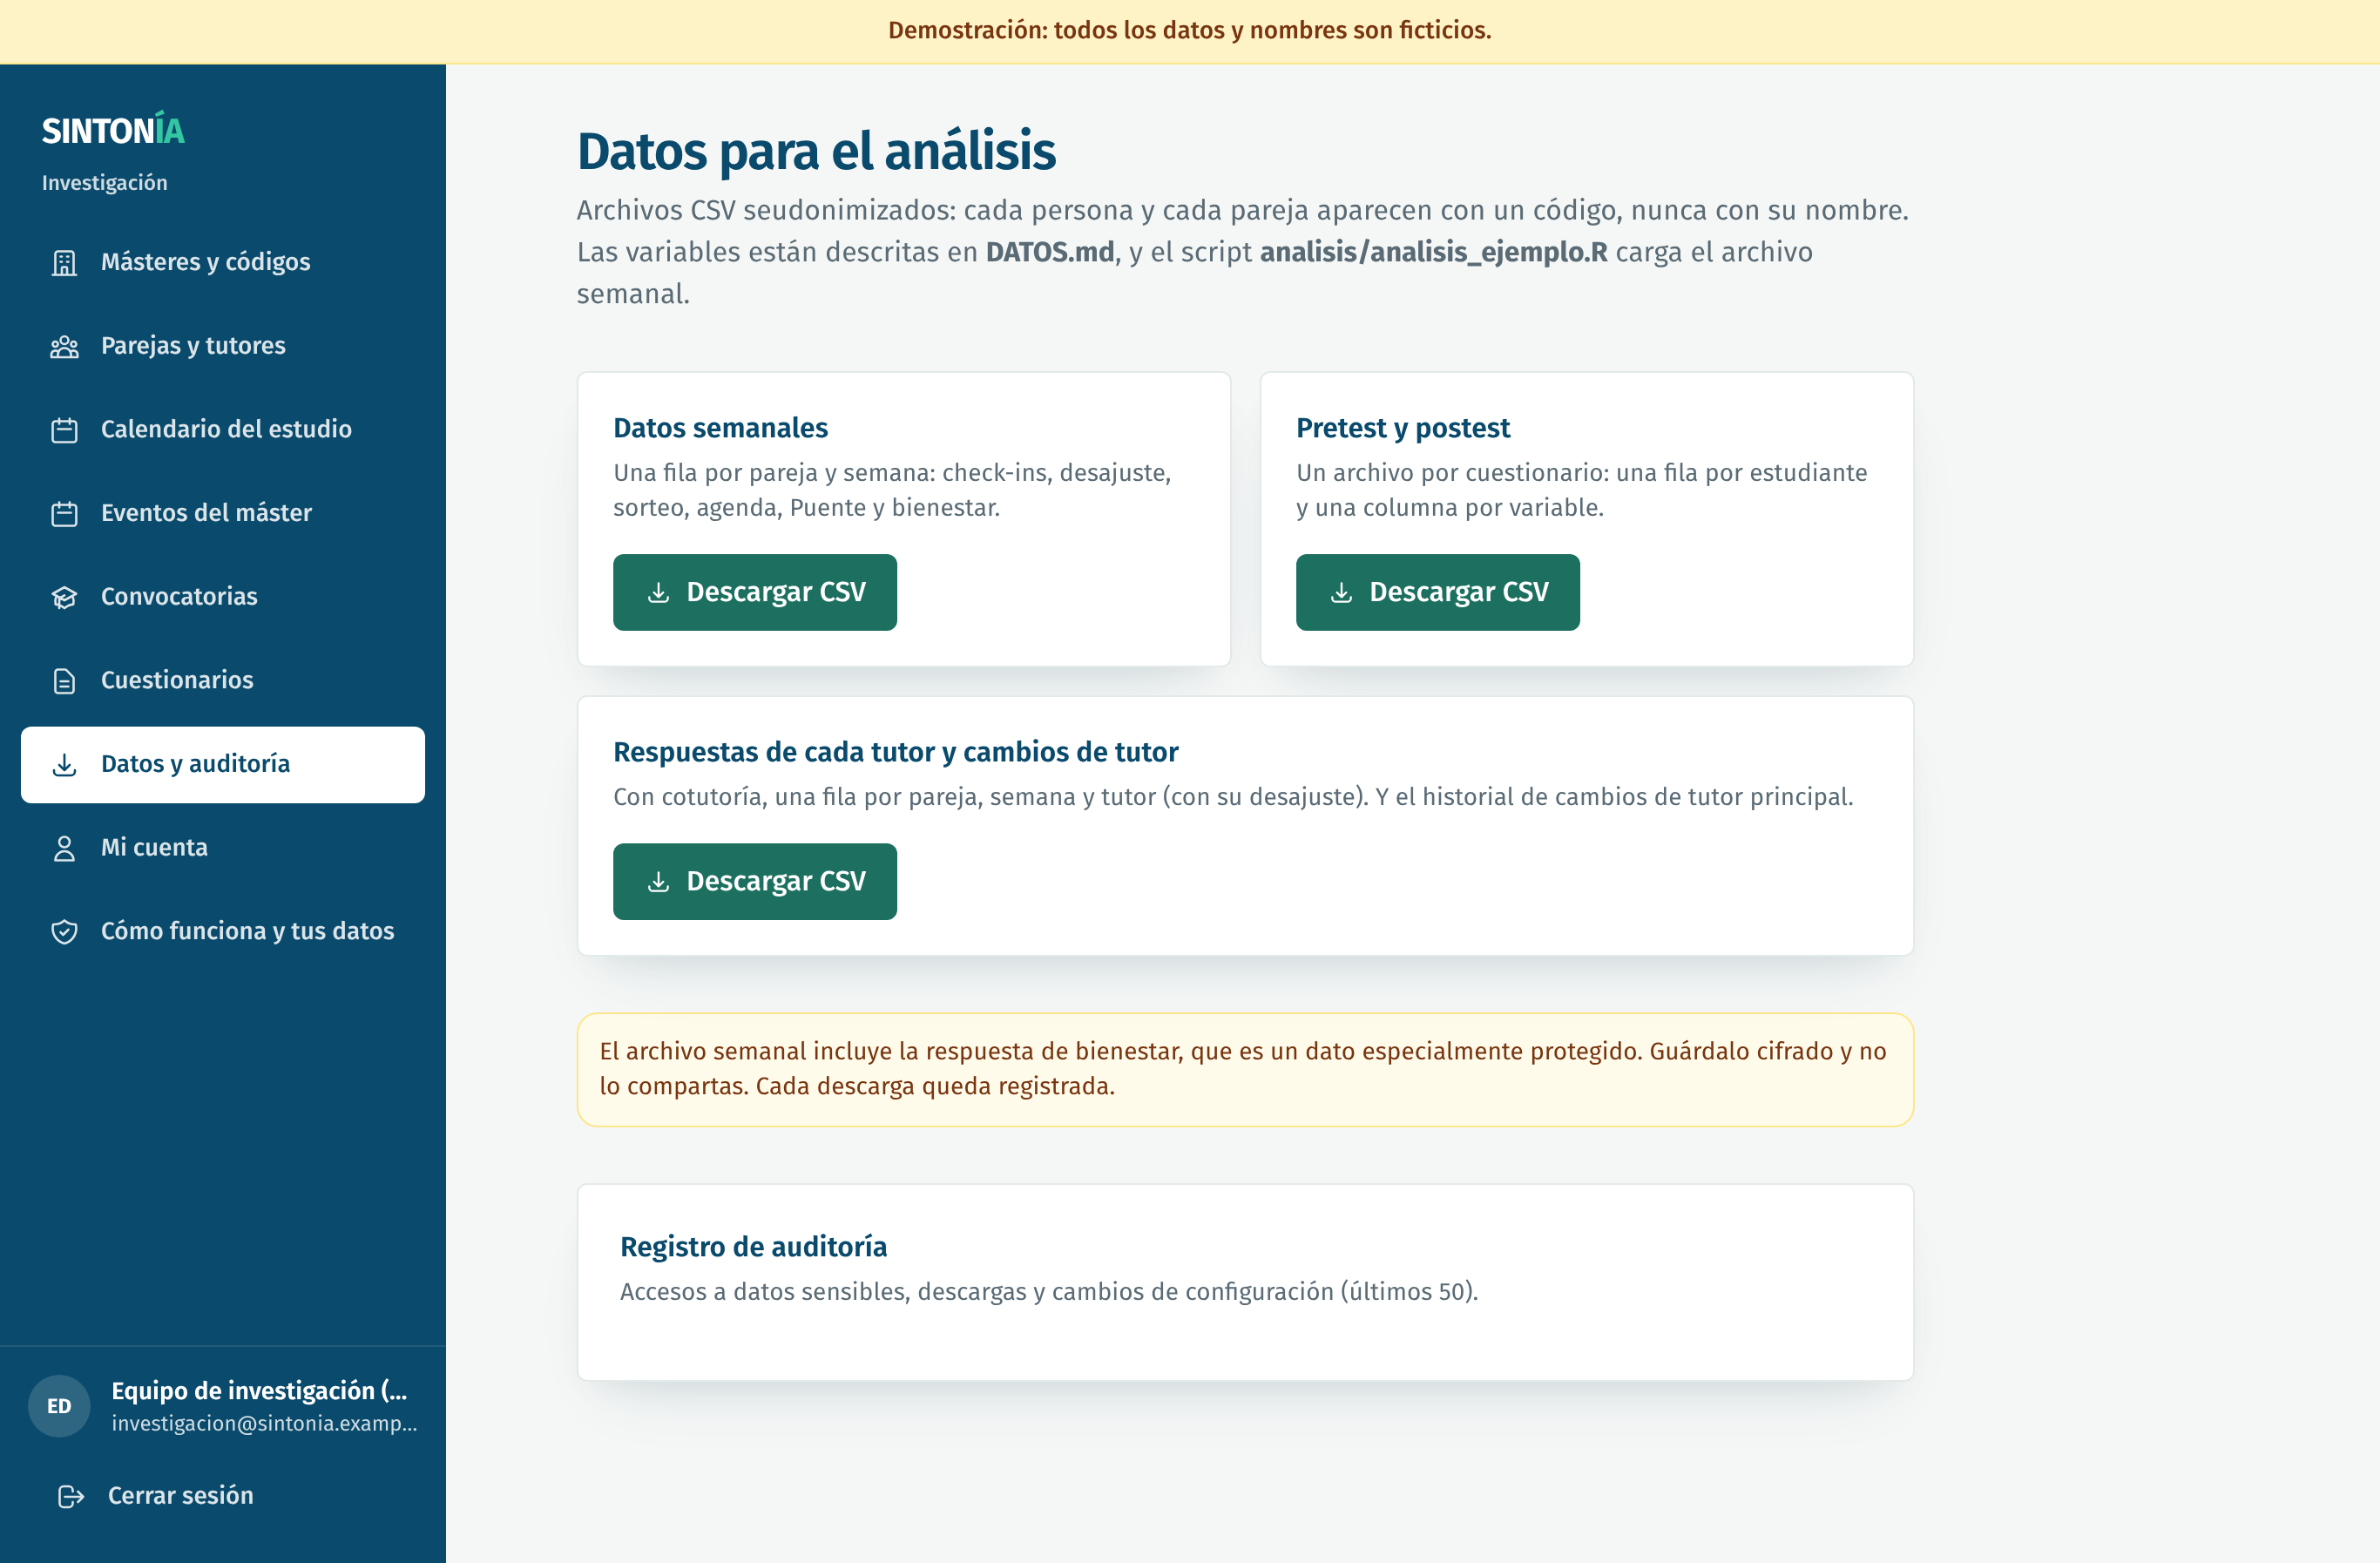 Demostración: todos los datos y nombres son ficticios.
SINTONÍA
Investigación
Másteres y códigos
Parejas y tutores
Calendario del estudio
Eventos del máster
Convocatorias
Cuestionarios
Datos y auditoría
Mi cuenta
Cómo funciona y tus datos
ED
Equipo de investigación (...
investigacion@sintonia.examp...
Cerrar sesión
Datos para el análisis
Archivos CSV seudonimizados: cada persona y cada pareja aparecen con un código, nunca con su nombre.
Las variables están descritas en DATOS.md, y el script analisis/analisis_ejemplo.R carga el archivo
semanal.
Datos semanales
Una fila por pareja y semana: check-ins, desajuste,
sorteo, agenda, Puente y bienestar.
Descargar CSV
Pretest y postest
Un archivo por cuestionario: una fila por estudiante
y una columna por variable.
Descargar CSV
Respuestas de cada tutor y cambios de tutor
Con cotutoría, una fila por pareja, semana y tutor (con su desajuste). Y el historial de cambios de tutor principal.
Descargar CSV
El archivo semanal incluye la respuesta de bienestar, que es un dato especialmente protegido. Guárdalo cifrado y no
lo compartas. Cada descarga queda registrada.
Registro de auditoría
Accesos a datos sensibles, descargas y cambios de configuración (últimos 50).